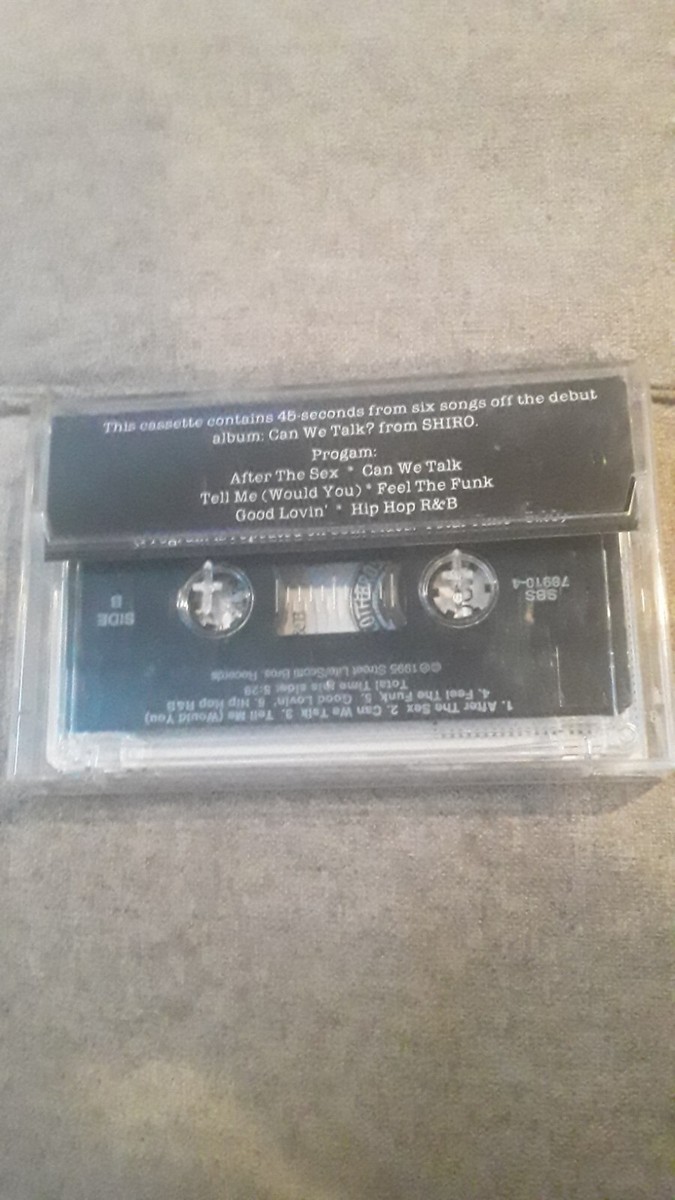 This cassette contains 45-seconds from six songs off the debut
album: Can We Talk? from SHIRO.
Progam:
After The Sex * Can We Talk
Tell Me (Would You) * Feel The Funk
Good Lovin' * Hip Hop R&B
SIDE
B
SBS
78910-4
1. After The Sex 2. Can We Talk 3. Tell Me (Would You)
4. Feel The Funk 5. Good Lovin' 6. Hip Hop R&B
Total Time this side: 5:29
℗©1995 Street Life/Scotti Bros. Records